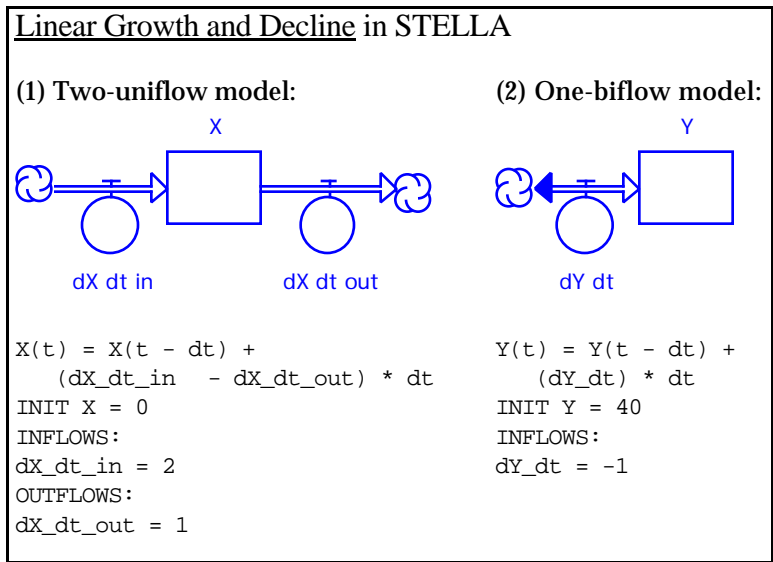 Linear Growth and Decline in STELLA
(1) Two-uniflow model:
X
dX dt in
dX dt out
X(t) = X(t - dt) +
(dX_dt_in - dX_dt_out) * dt
INIT X = 0
INFLOWS:
dX_dt_in = 2
OUTFLOWS:
dX_dt_out = 1
(2) One-biflow model:
Y
dY dt
Y(t) = Y(t - dt) +
(dY_dt) * dt
INIT Y = 40
INFLOWS:
dY_dt = -1